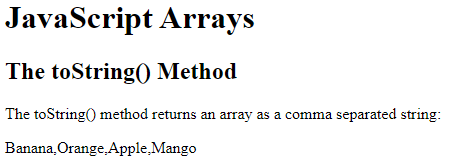 JavaScript Arrays
The toString() Method
The toString() method returns an array as a comma separated string:
Banana,Orange,Apple,Mango